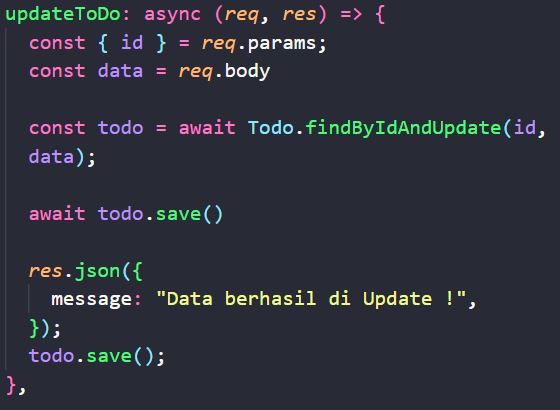 updateToDo: async (req, res) => {
const { id } = req.params;
const data = req.body
const todo = await Todo.findByIdAndUpdate(id,
data);
await todo.save()
res.json({
message: "Data berhasil di Update !",
});
todo.save();
},